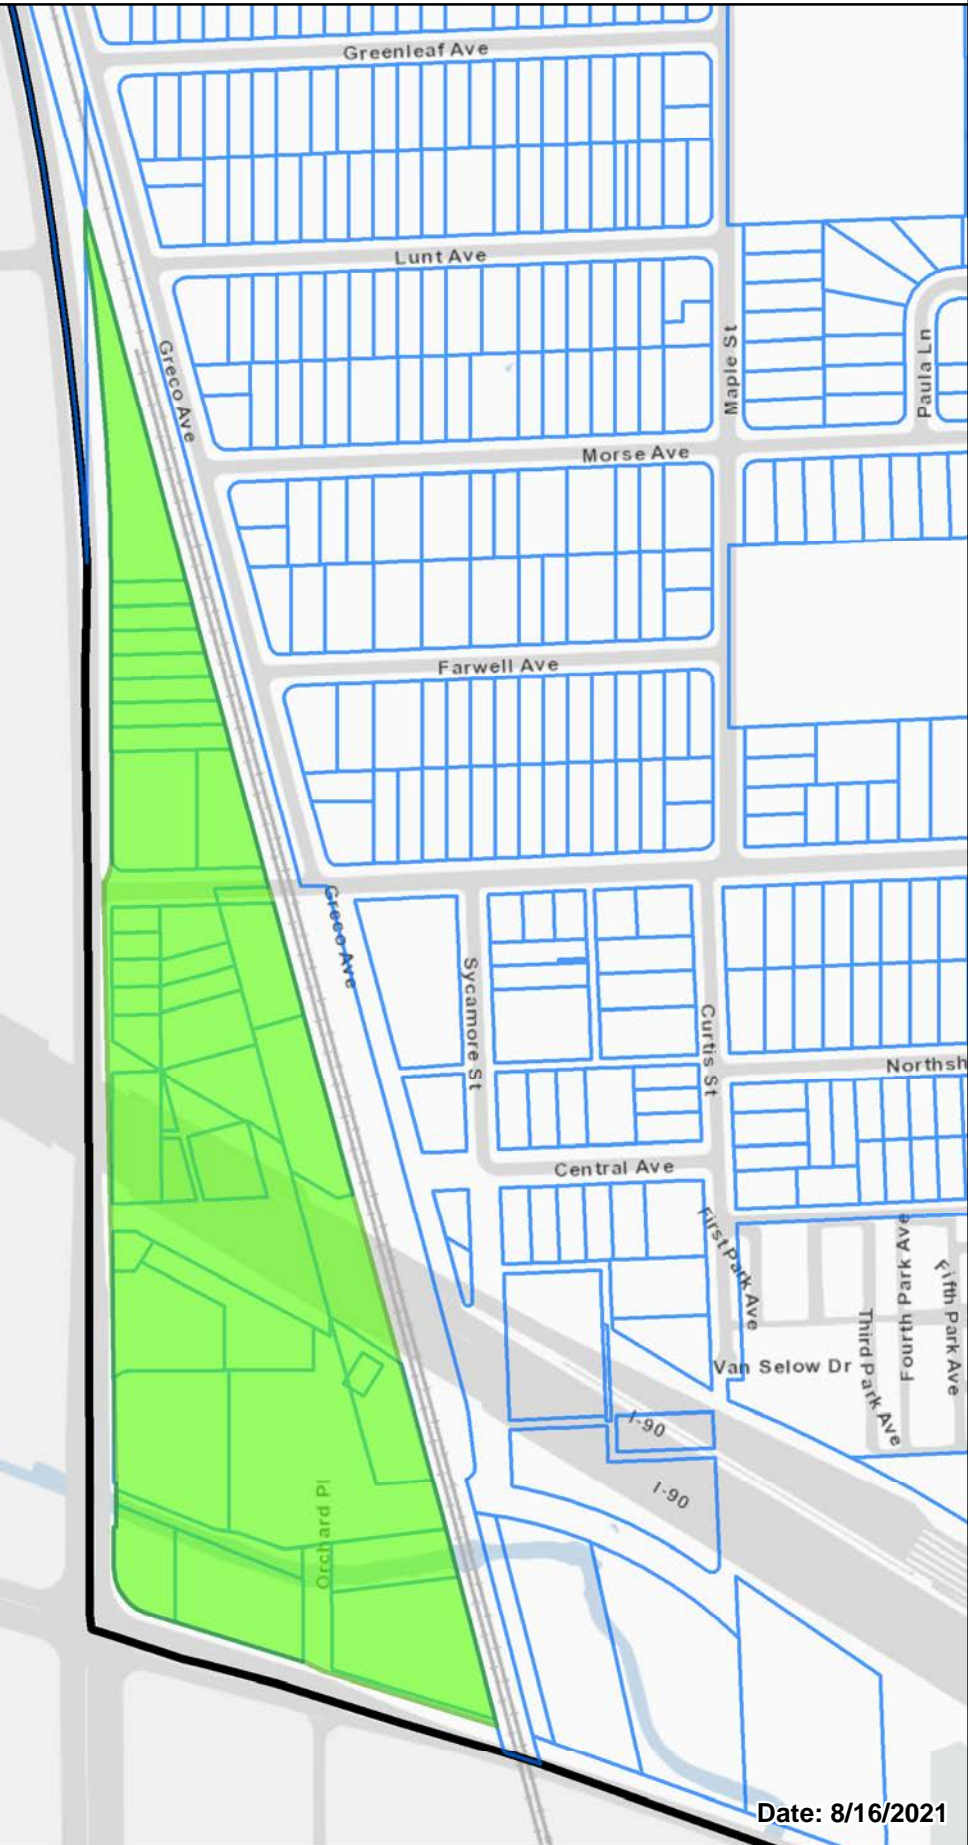 Greenleaf Ave
Lunt Ave
Greco Ave
Maple St
Paula Ln
Morse Ave
Farwell Ave
Greco Ave
Sycamore St
Curtis St
Northsh
Central Ave
First Park Ave
Fourth Park Ave
Fifth Park Ave
Third Park Ave
Van Selow Dr
I-90
I-90
Orchard Pl
Date: 8/16/2021